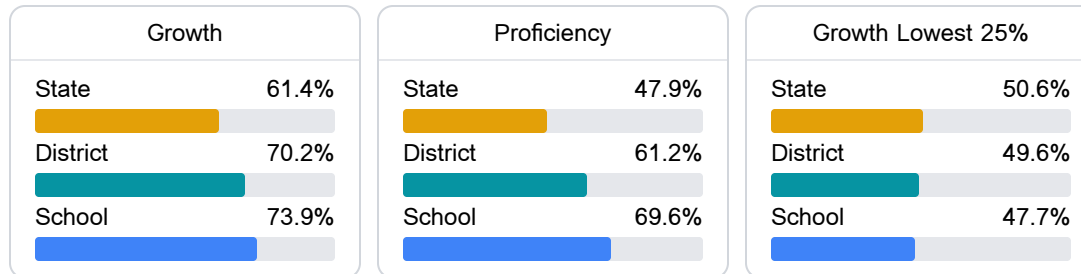 Growth
State 61.4%
District 70.2%
School 73.9%
Proficiency
State 47.9%
District 61.2%
School 69.6%
Growth Lowest 25%
State 50.6%
District 49.6%
School 47.7%